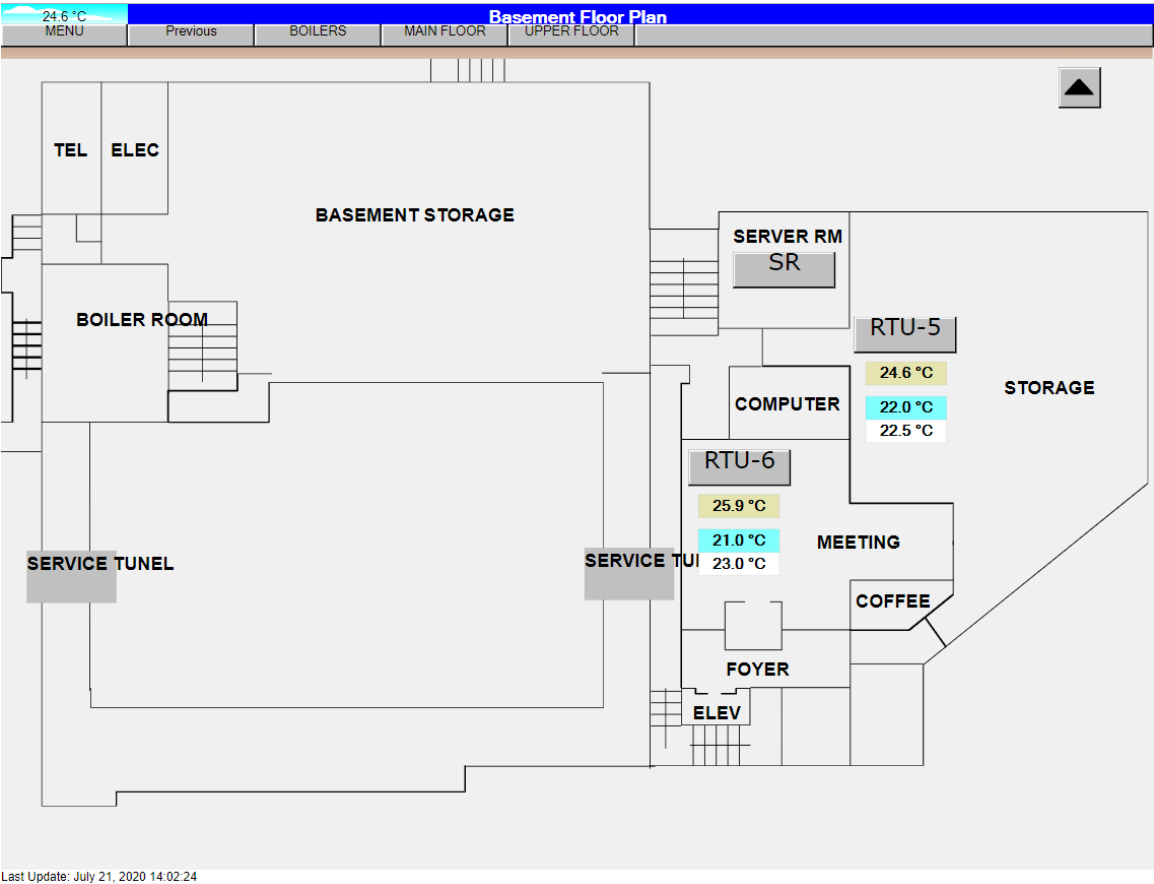 24.6 °C
Basement Floor Plan
MENU
Previous
BOILERS
MAIN FLOOR
UPPER FLOOR
TEL
ELEC
BASEMENT STORAGE
SERVER RM
SR
BOILER ROOM
RTU-5
24.6 °C
STORAGE
22.0 °C
COMPUTER
22.5 °C
RTU-6
25.9 °C
21.0 °C
MEETING
SERVICE TUNEL
SERVICE TU
23.0 °C
COFFEE
FOYER
ELEV
Last Update: July 21, 2020 14:02:24